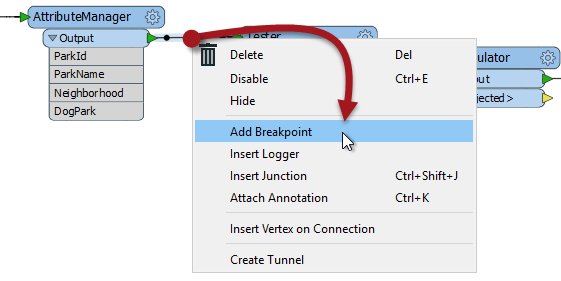 AttributeManager
Output
ParkId
ParkName
Neighborhood
DogPark
Tester
ulator
put
jected >
Delete Del
Disable Ctrl+E
Hide
Add Breakpoint
Insert Logger
Insert Junction Ctrl+Shift+J
Attach Annotation Ctrl+K
Insert Vertex on Connection
Create Tunnel